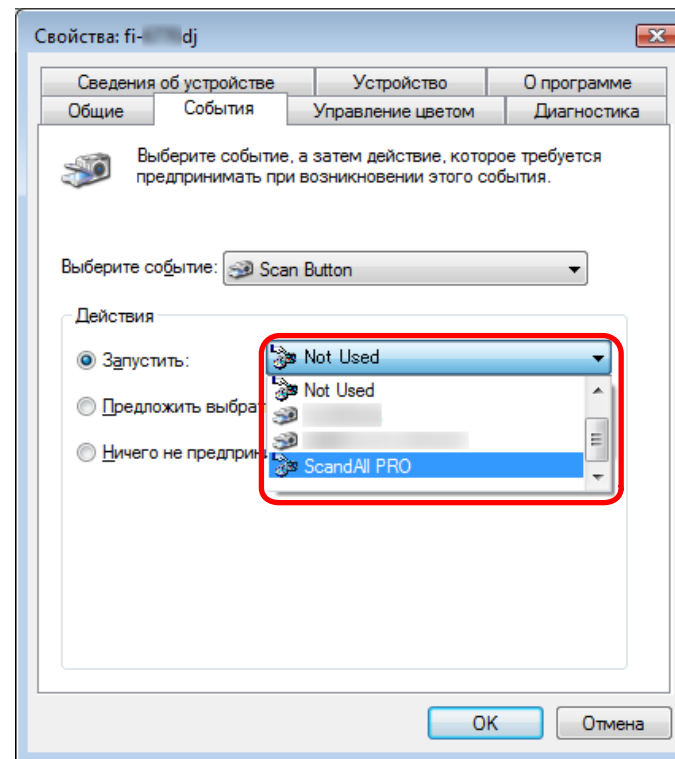 Свойства: fi- dj
Сведения об устройстве Устройство О программе
Общие События Управление цветом Диагностика
Выберите событие, а затем действие, которое требуется
предпринимать при возникновении этого события.
Выберите событие: Scan Button
Действия
Запустить: Not Used
Not Used
Предложить
Ничего не
ScandAll PRO
OK Отмена